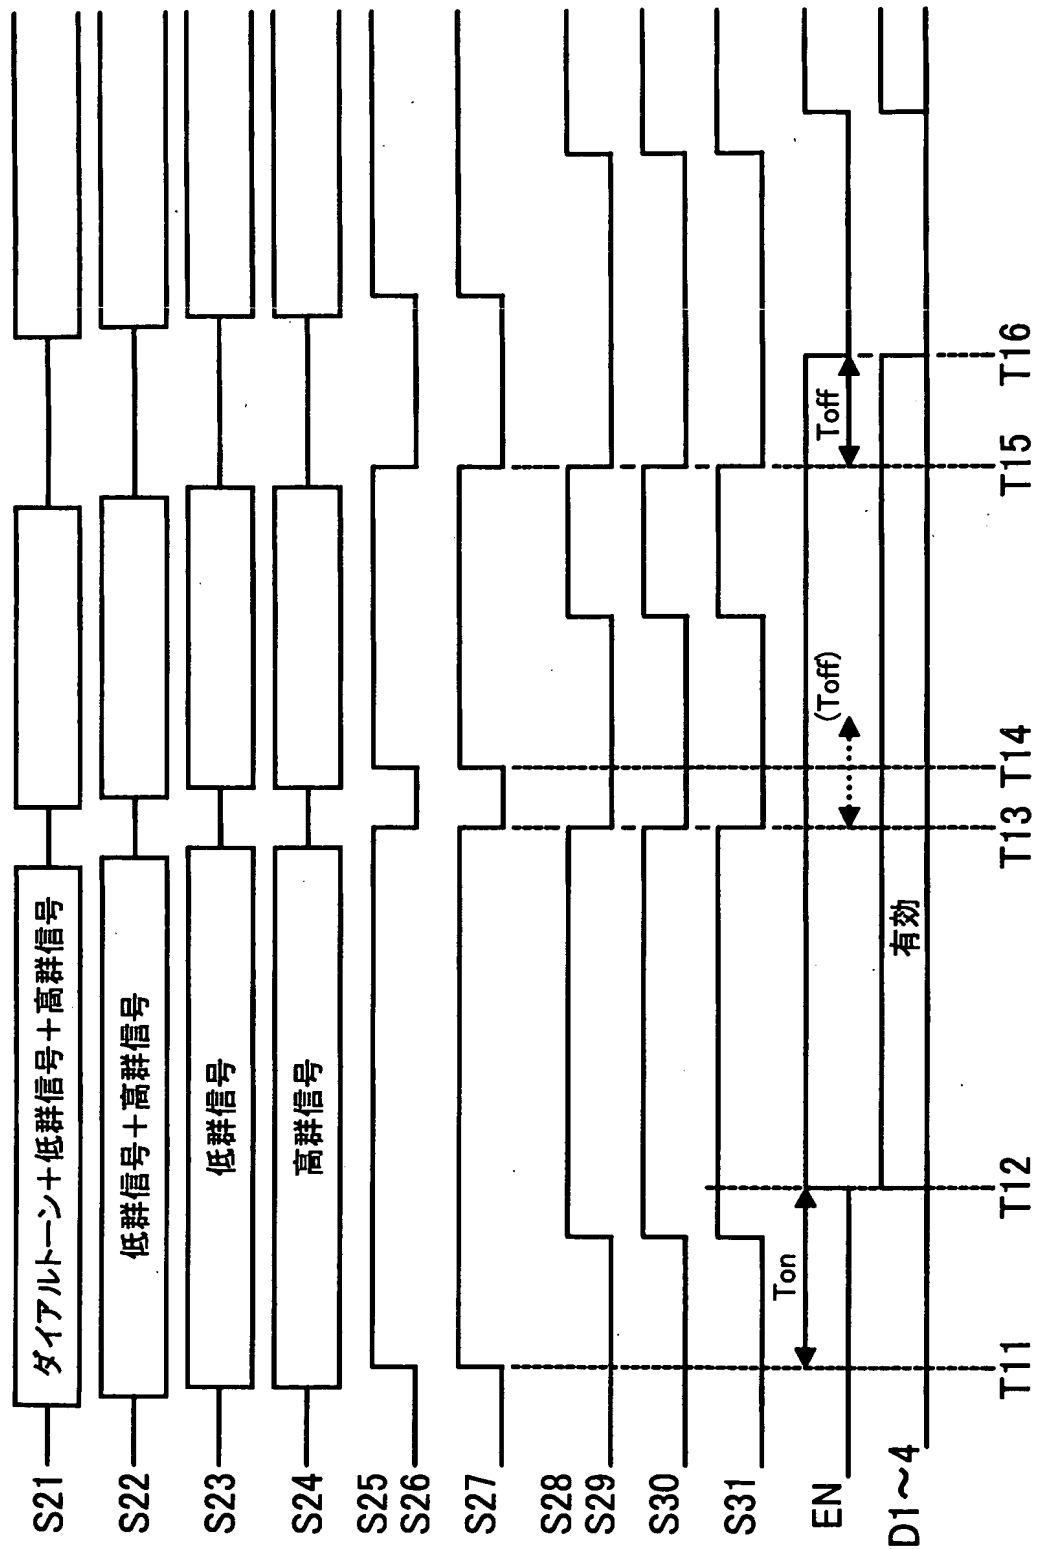 S21
ダイアルトーン+低群信号+高群信号
S22
低群信号+高群信号
S23
低群信号
S24
高群信号
S25
S26
S27
S28
S29
S30
S31
EN
Ton
(Toff)
Toff
D1~4
有効
T11
T12
T13
T14
T15
T16